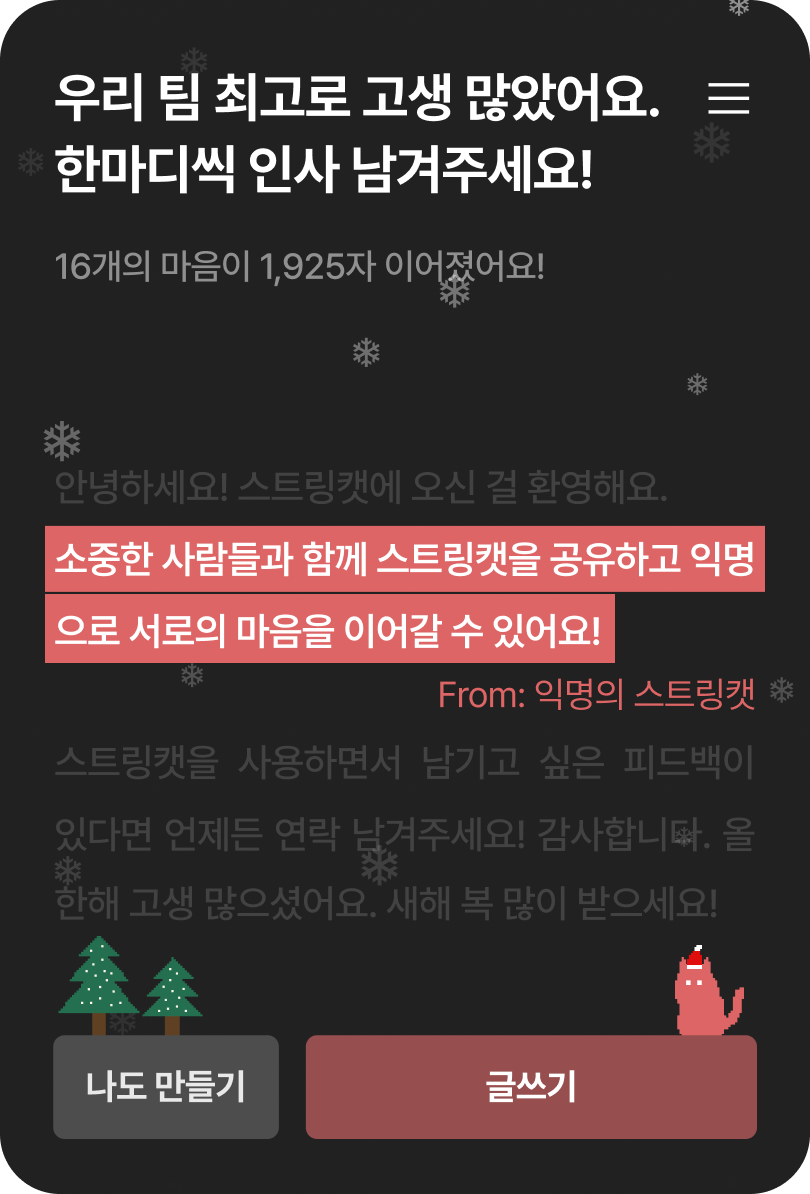 우리 팀 최고로 고생 많았어요.
한마디씩 인사 남겨주세요!
16개의 마음이 1,925자 이어졌어요!
안녕하세요! 스트링캣에 오신 걸 환영해요.
소중한 사람들과 함께 스트링캣을 공유하고 익명
으로 서로의 마음을 이어갈 수 있어요!
From: 익명의 스트링캣
스트링캣을 사용하면서 남기고 싶은 피드백이
있다면 언제든 연락 남겨주세요! 감사합니다. 올
한해 고생 많으셨어요. 새해 복 많이 받으세요!
나도 만들기
글쓰기